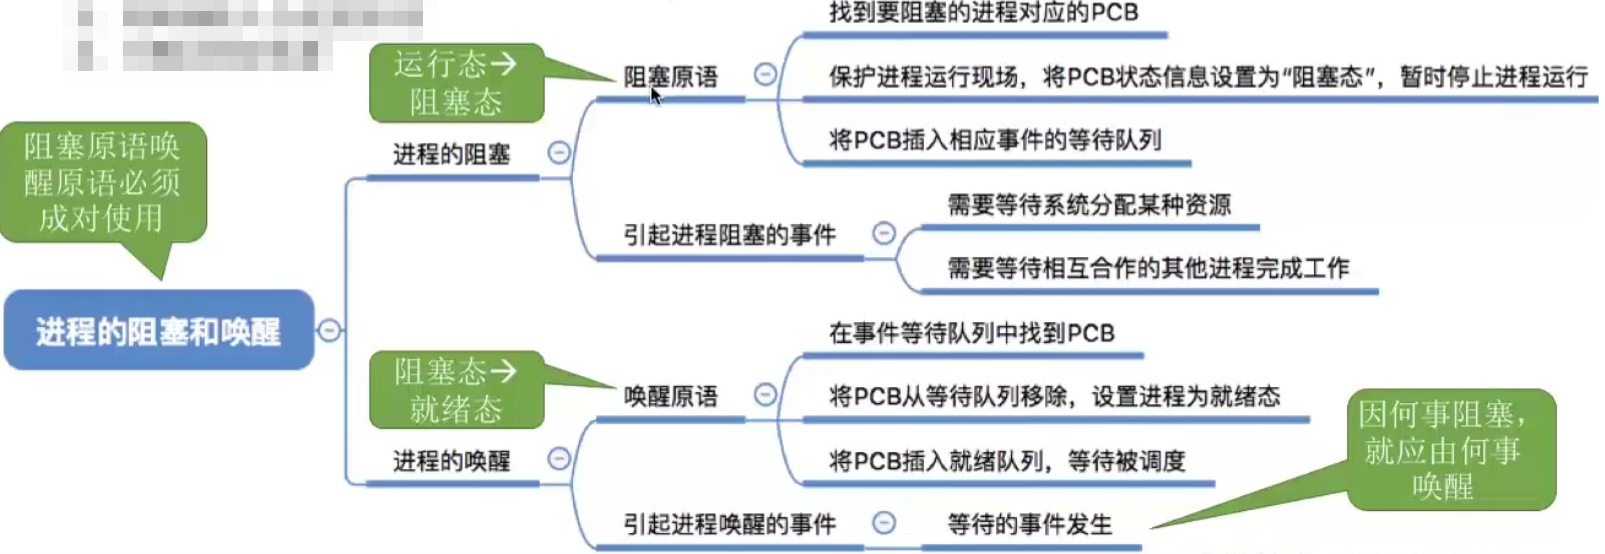 找到要阻塞的进程对应的PCB
运行态→
阻塞态
阻塞原语
保护进程运行现场，将PCB状态信息设置为“阻塞态”，暂时停止进程运行
将PCB插入相应事件的等待队列
阻塞原语唤
醒原语必须
成对使用
进程的阻塞
引起进程阻塞的事件
需要等待系统分配某种资源
需要等待相互合作的其他进程完成工作
进程的阻塞和唤醒
在事件等待队列中找到PCB
阻塞态→
就绪态
唤醒原语
将PCB从等待队列移除，设置进程为就绪态
将PCB插入就绪队列，等待被调度
进程的唤醒
引起进程唤醒的事件
等待的事件发生
因何事阻塞，
就应由何事
唤醒